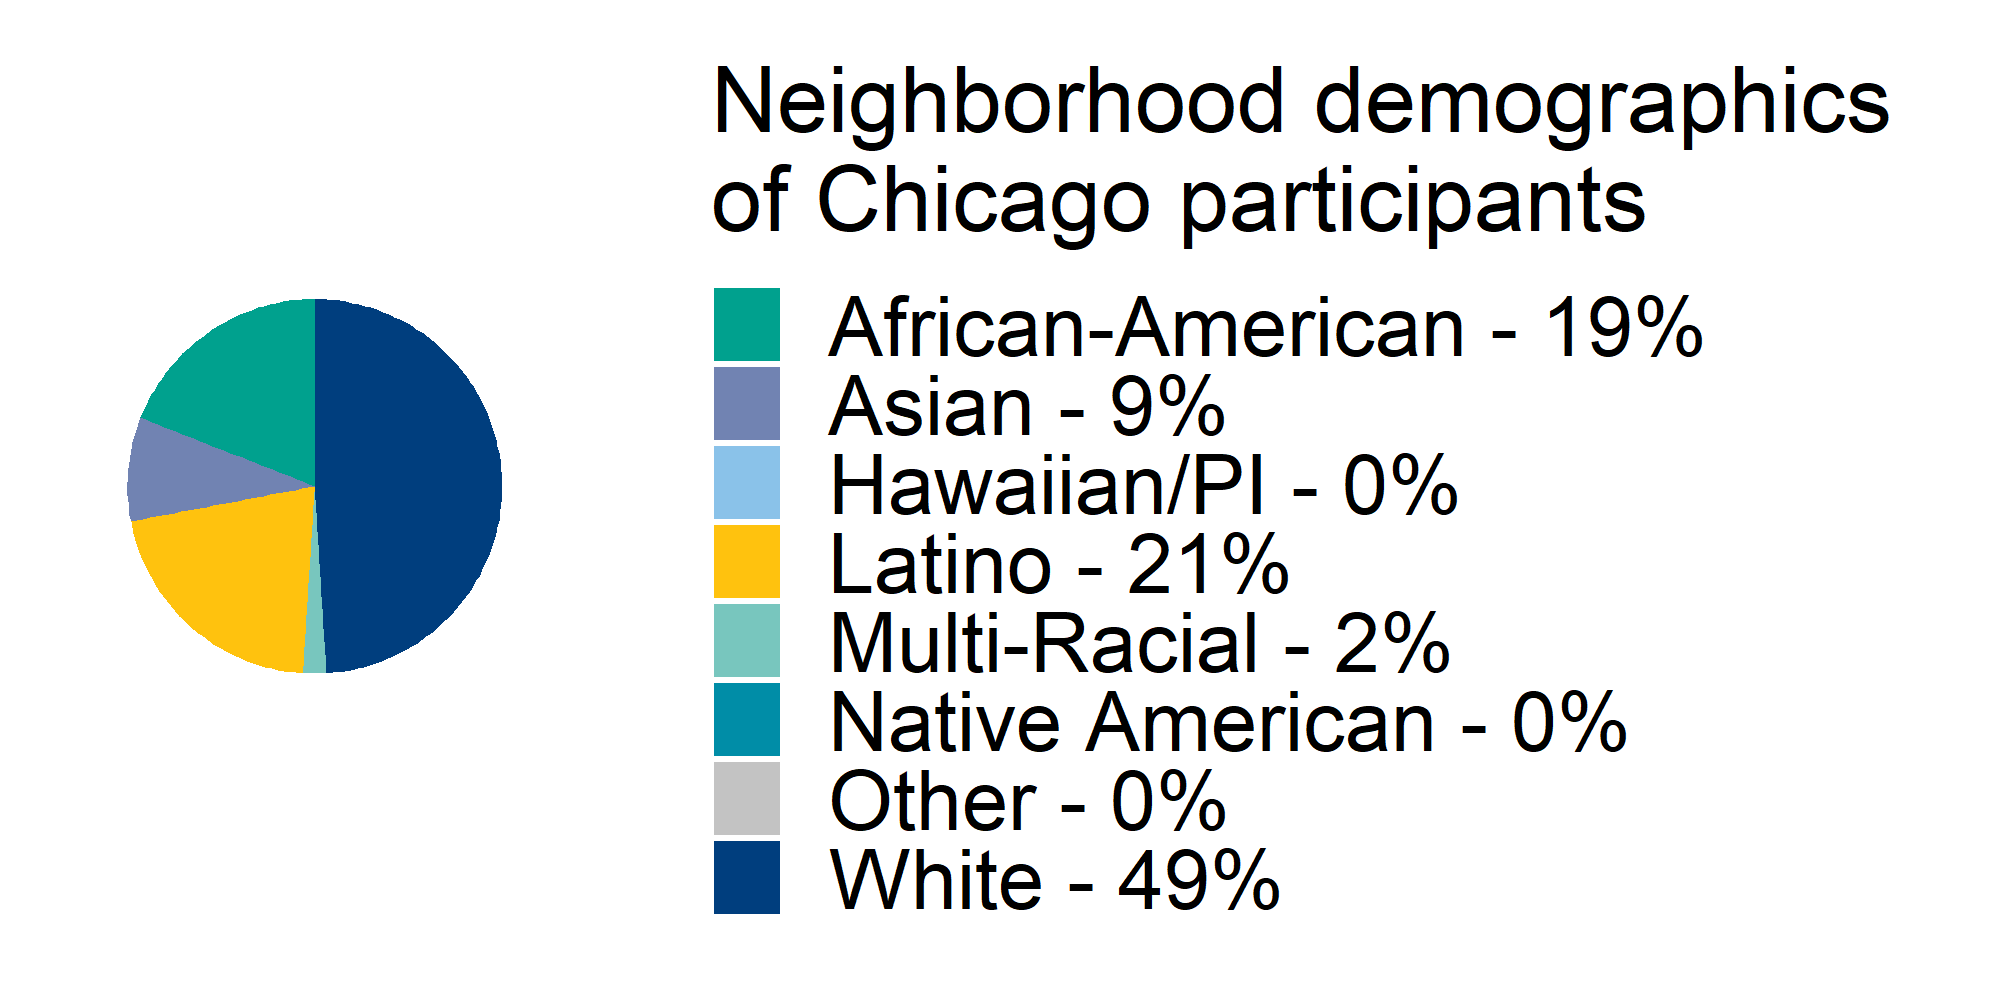 Neighborhood demographics
of Chicago participants
African-American - 19%
Asian - 9%
Hawaiian/PI - 0%
Latino - 21%
Multi-Racial - 2%
Native American - 0%
Other - 0%
White - 49%